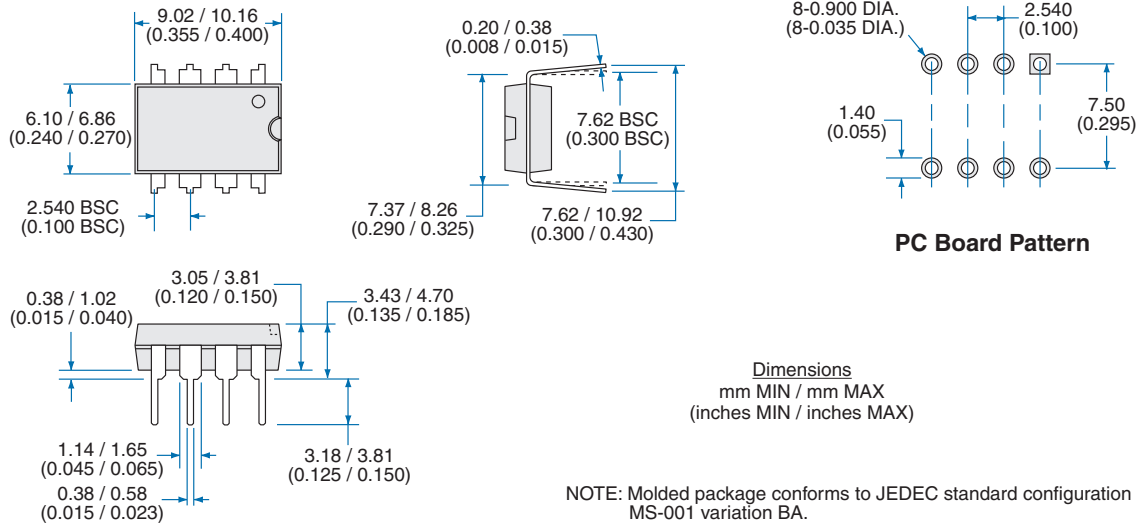 9.02 / 10.16
(0.355 / 0.400)
6.10 / 6.86
(0.240 / 0.270)
2.540 BSC
(0.100 BSC)
0.20 / 0.38
(0.008 / 0.015)
7.62 BSC
(0.300 BSC)
7.37 / 8.26
(0.290 / 0.325)
7.62 / 10.92
(0.300 / 0.430)
8-0.900 DIA.
(8-0.035 DIA.)
2.540
(0.100)
1.40
(0.055)
7.50
(0.295)
PC Board Pattern
0.38 / 1.02
(0.015 / 0.040)
3.05 / 3.81
(0.120 / 0.150)
3.43 / 4.70
(0.135 / 0.185)
1.14 / 1.65
(0.045 / 0.065)
0.38 / 0.58
(0.015 / 0.023)
3.18 / 3.81
(0.125 / 0.150)
Dimensions
mm MIN / mm MAX
(inches MIN / inches MAX)
NOTE: Molded package conforms to JEDEC standard configuration
MS-001 variation BA.